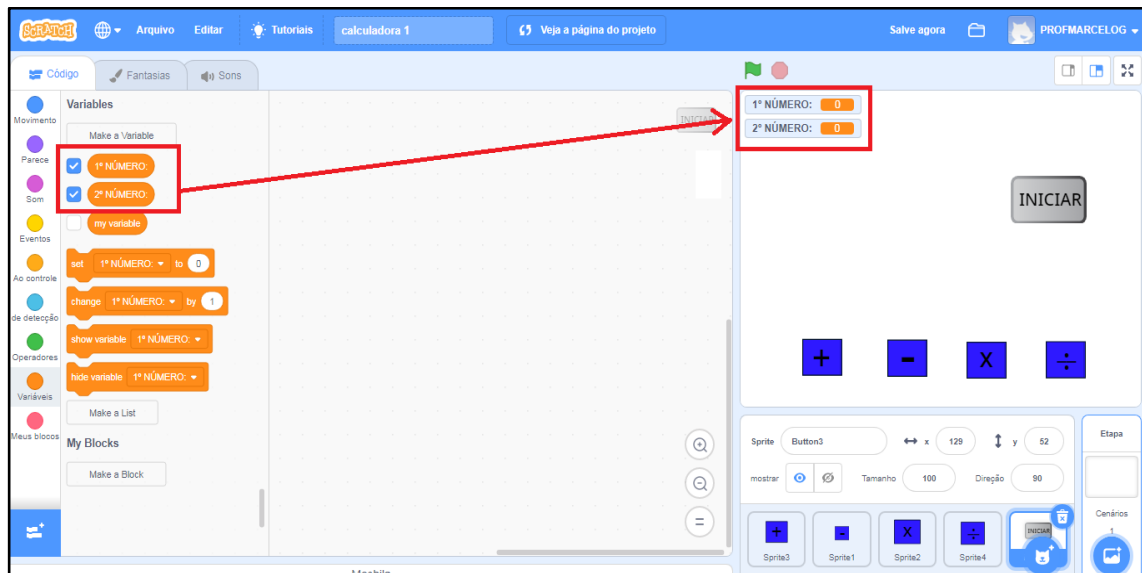 SCRATCH
Arquivo
Editar
Tutoriais
calculadora 1
Veja a página do projeto
Salve agora
PROFMARCELOG
Código
Fantasias
Sons
Movimento
Parece
Som
Eventos
Ao controle
de detecção
Operadores
Variáveis
Meus blocos
Variables
Make a Variable
1º NÚMERO:
2º NÚMERO:
my variable
set 1º NÚMERO: to 0
change 1º NÚMERO: by 1
show variable 1º NÚMERO:
hide variable 1º NÚMERO:
Make a List
My Blocks
Make a Block
INICIAR
1º NÚMERO: 0
2º NÚMERO: 0
INICIAR
+ - X ÷
Sprite Button3 x 129 y 52
mostrar Tamanho 100 Direção 90
+ - X ÷ INICIAR
Sprite3 Sprite1 Sprite2 Sprite4
Etapa
Cenários
1